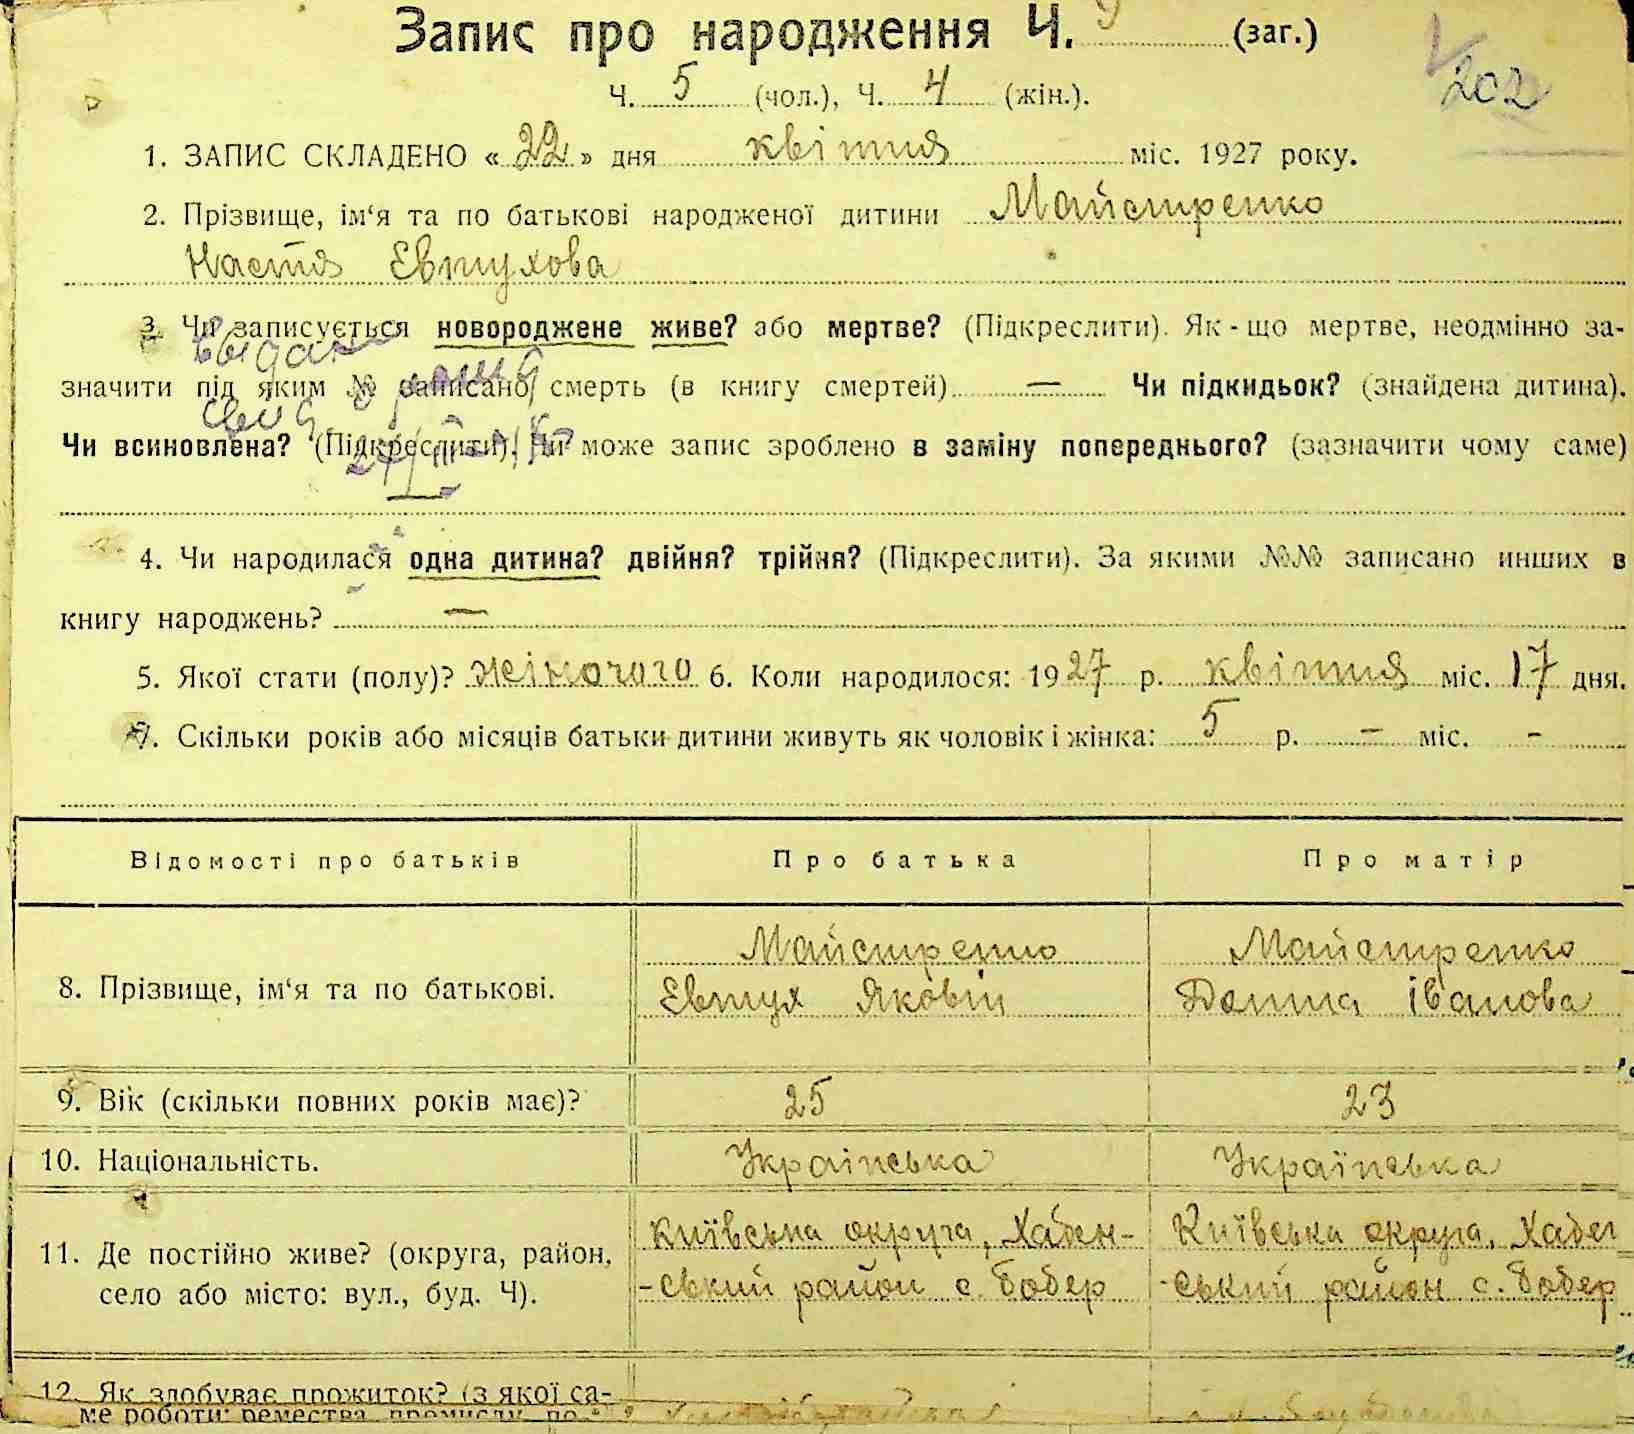 Запис про народження Ч. 9 (заг.)
202
Ч. 5 (чол.), Ч. 4 (жін.).
1. ЗАПИС СКЛАДЕНО «22» дня квітня міс. 1927 року.
2. Прізвище, ім‘я та по батькові народженої дитини Майстренко
Настя Евтухова
3. Чи записується новороджене живе? або мертве? (Підкреслити). Як-що мертве, неодмінно за-
значити під яким № записано смерть (в книгу смертей) — Чи підкидьок? (знайдена дитина).
Чи всиновлена? (Підкреслити). Чи може запис зроблено в заміну попереднього? (зазначити чому саме)
4. Чи народилася одна дитина? двійня? трійня? (Підкреслити). За якими №№ записано инших в
книгу народжень? —
5. Якої стати (полу)? жіночого 6. Коли народилося: 1927 р. квітня міс. 17 дня.
7. Скільки років або місяців батьки дитини живуть як чоловік і жінка: 5 р. – міс. -
Відомості про батьків Про батька Про матір
8. Прізвище, ім‘я та по батькові.
Майстренко
Евтух Яковіч
Майстренко
Іванова
9. Вік (скільки повних років має)? 25 23
10. Національність. Українська Українська
11. Де постійно живе? (округа, район,
село або місто: вул., буд. Ч).
Київська округа, Хабен-
-ський район с. Бобер
Київська округа, Хабен
-ський район с. Бобер
12. Як здобуває прожиток? (з якої са-
ме роботи: ремества, промислу, по-